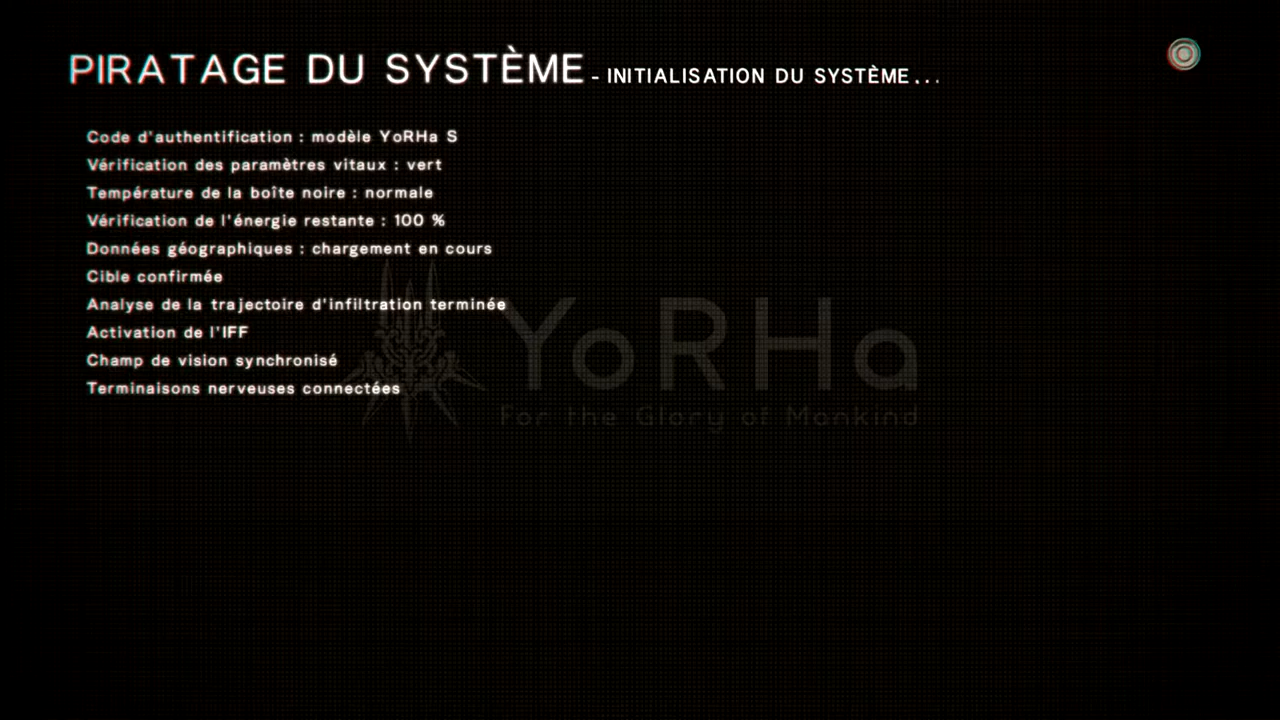 PIRATAGE DU SYSTÈME - INITIALISATION DU SYSTÈME...
Code d'authentification : modèle YoRHa S
Vérification des paramètres vitaux : vert
Température de la boîte noire : normale
Vérification de l'énergie restante : 100 %
Données géographiques : chargement en cours
Cible confirmée
Analyse de la trajectoire d'infiltration terminée
Activation de l'IFF
Champ de vision synchronisé
Terminaisons nerveuses connectées
YoRHa
For the Glory of Mankind